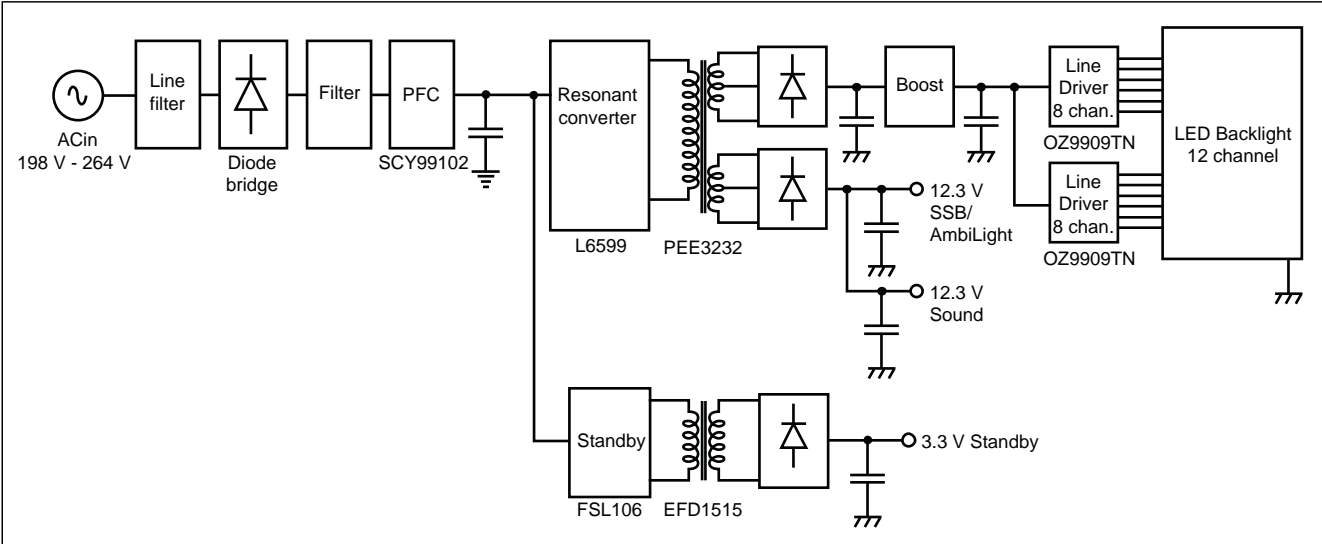 ACin
198 V - 264 V
Line
filter
Diode
bridge
Filter
PFC
SCY99102
Resonant
converter
L6599
PEE3232
Boost
Line
Driver
8 chan.
OZ9909TN
Line
Driver
8 chan.
OZ9909TN
LED Backlight
12 channel
12.3 V
SSB/
AmbiLight
12.3 V
Sound
Standby
FSL106
EFD1515
3.3 V Standby